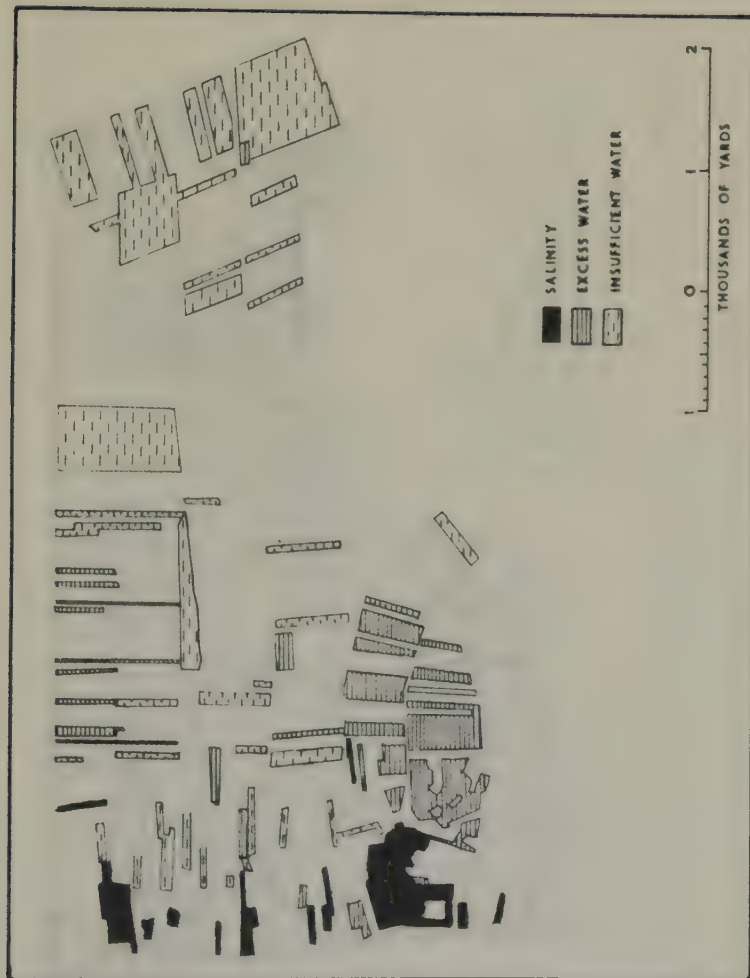 SALINITY
EXCESS WATER
INSUFFICIENT WATER
1 0 1 2
THOUSANDS OF YARDS